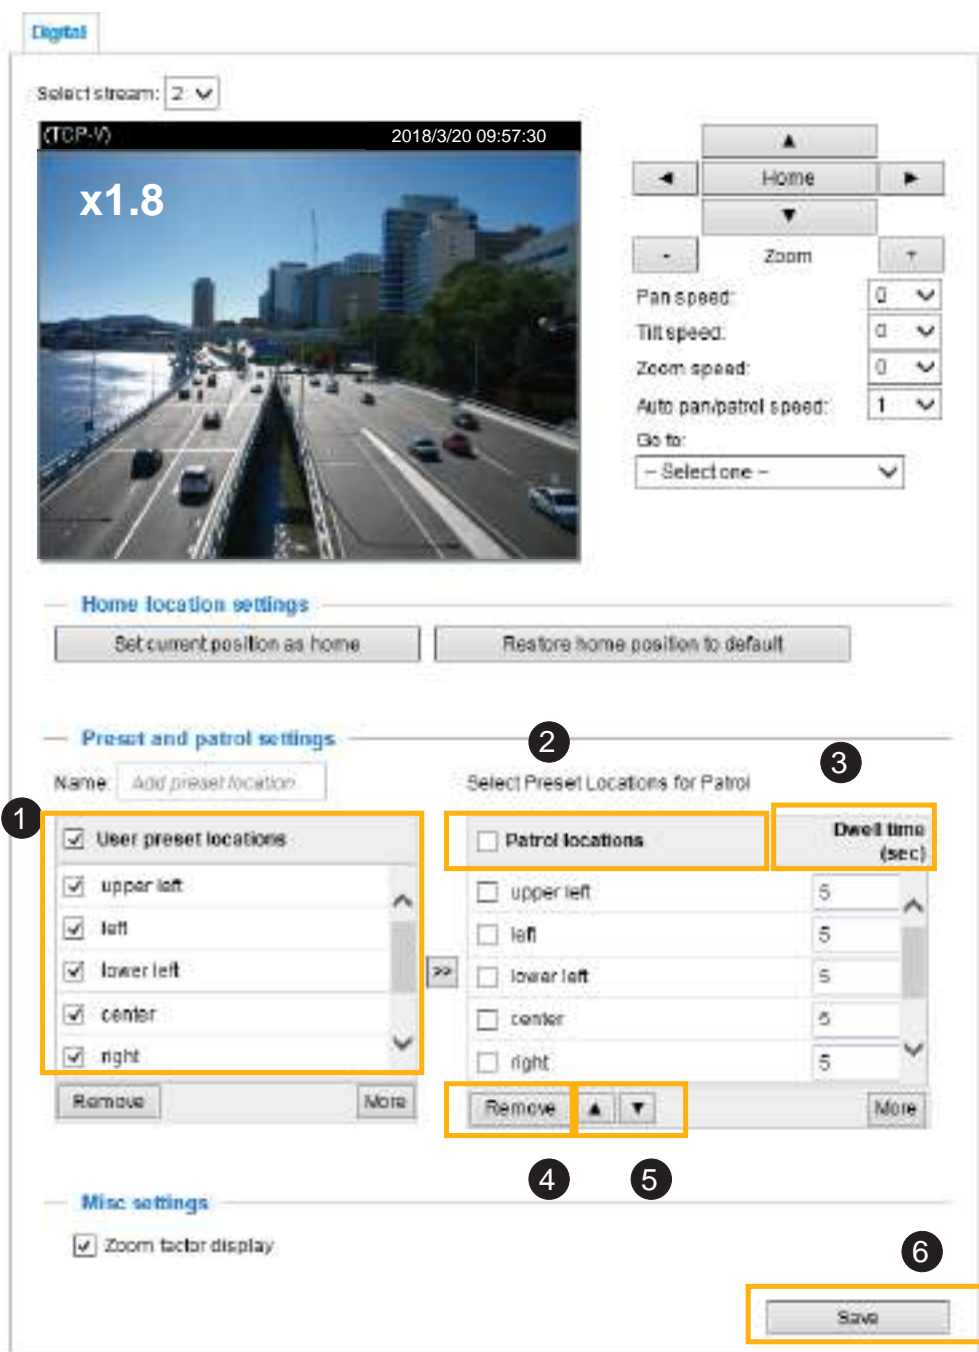 Digital
Select stream: 2
(TCP-V) 2018/3/20 09:57:30
x1.8
Home
- Zoom +
Pan speed: 0
Tilt speed: 0
Zoom speed: 0
Auto pan/patrol speed: 1
Go to:
-- Select one --
Home location settings
Set current position as home Restore home position to default
Preset and patrol settings
2
3
Name: Add preset location Select Preset Locations for Patrol
1
User preset locations Patrol locations Dwell time
(sec)
upper left upper left 5
left left 5
lower left >> lower left 5
center center 5
right right 5
Remove More Remove More
4 5
Misc settings
Zoom factor display
6
Save